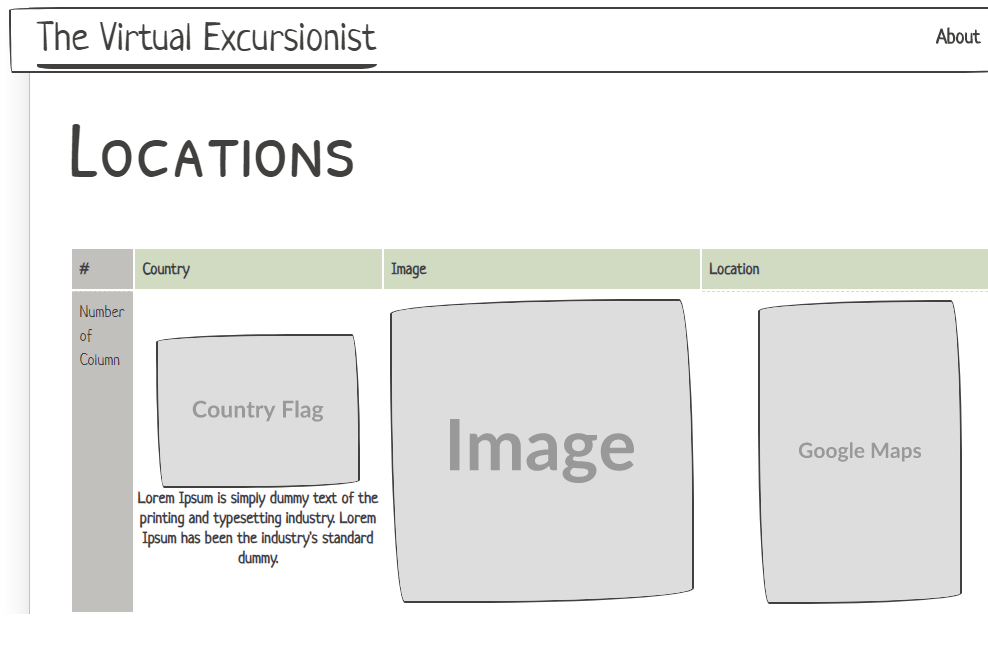 The Virtual Excursionist
About
Locations
# Country Image Location
Number
of
Column
Country Flag
Image
Google Maps
Lorem Ipsum is simply dummy text of the
printing and typesetting industry. Lorem
Ipsum has been the industry's standard
dummy.